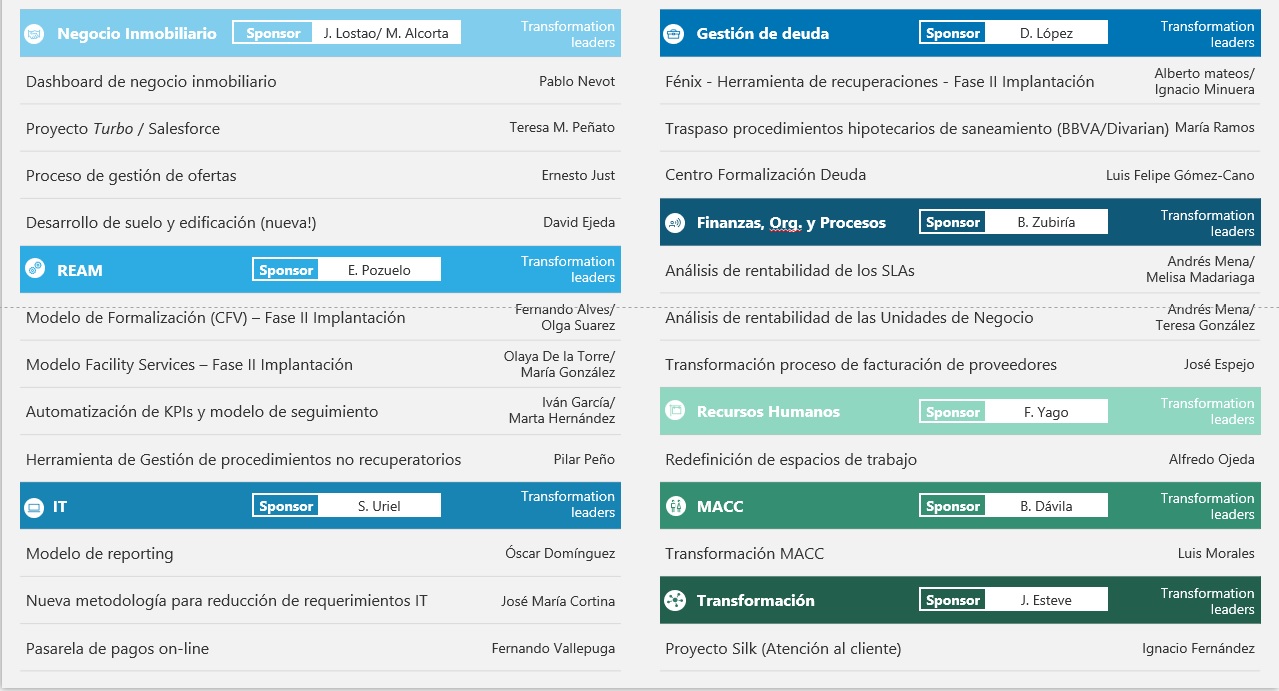 Negocio Inmobiliario Sponsor J. Lostao/ M. Alcorta Transformation
leaders
Dashboard de negocio inmobiliario Pablo Nevot
Proyecto Turbo / Salesforce Teresa M. Peñato
Proceso de gestión de ofertas Ernesto Just
Desarrollo de suelo y edificación (nueva!) David Ejeda
REAM Sponsor E. Pozuelo Transformation
leaders
Modelo de Formalización (CFV) – Fase II Implantación Fernando Alves/
Olga Suarez
Modelo Facility Services – Fase II Implantación Olaya De la Torre/
María González
Automatización de KPIs y modelo de seguimiento Iván García/
Marta Hernández
Herramienta de Gestión de procedimientos no recuperatorios Pilar Peño
IT Sponsor S. Uriel Transformation
leaders
Modelo de reporting Óscar Domínguez
Nueva metodología para reducción de requerimientos IT José María Cortina
Pasarela de pagos on-line Fernando Vallepuga
Gestión de deuda Sponsor D. López Transformation
leaders
Fénix - Herramienta de recuperaciones - Fase II Implantación Alberto mateos/
Ignacio Minuera
Traspaso procedimientos hipotecarios de saneamiento (BBVA/Divarian) María Ramos
Centro Formalización Deuda Luis Felipe Gómez-Cano
Finanzas, Org. y Procesos Sponsor B. Zubiría Transformation
leaders
Análisis de rentabilidad de los SLAs Andrés Mena/
Melisa Madariaga
Análisis de rentabilidad de las Unidades de Negocio Andrés Mena/
Teresa González
Transformación proceso de facturación de proveedores José Espejo
Recursos Humanos Sponsor F. Yago Transformation
leaders
Redefinición de espacios de trabajo Alfredo Ojeda
MACC Sponsor B. Dávila Transformation
leaders
Transformación MACC Luis Morales
Transformación Sponsor J. Esteve Transformation
leaders
Proyecto Silk (Atención al cliente) Ignacio Fernández